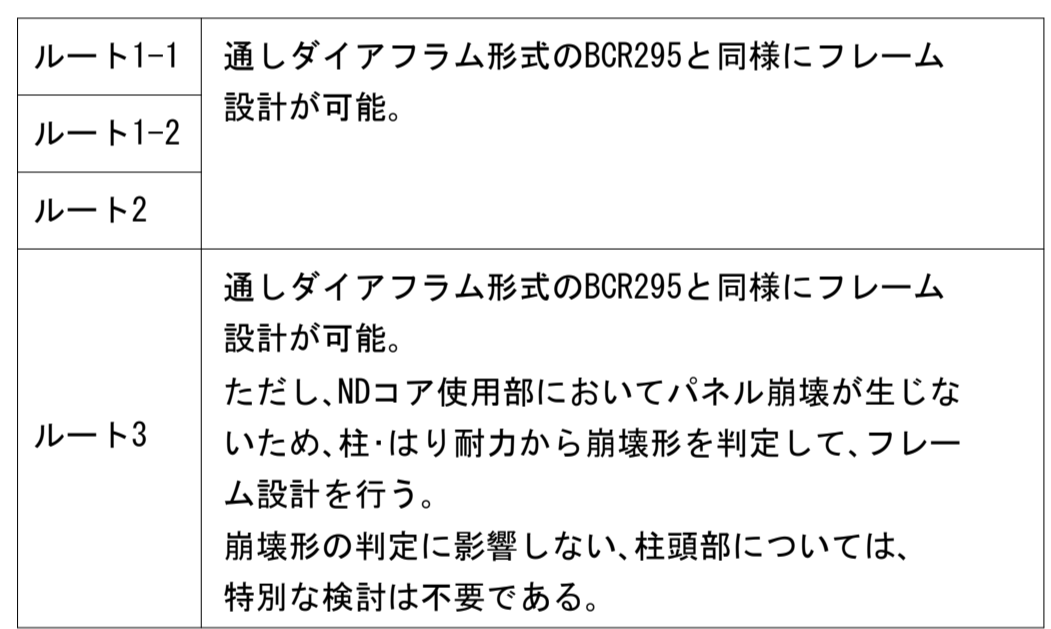 ルート1-1
通しダイアフラム形式のBCR295と同様にフレーム
設計が可能。
ルート1-2
ルート2
ルート3
通しダイアフラム形式のBCR295と同様にフレーム
設計が可能。
ただし、NDコア使用部においてパネル崩壊が生じな
いため、柱・はり耐力から崩壊形を判定して、フレー
ム設計を行う。
崩壊形の判定に影響しない、柱頭部については、
特別な検討は不要である。